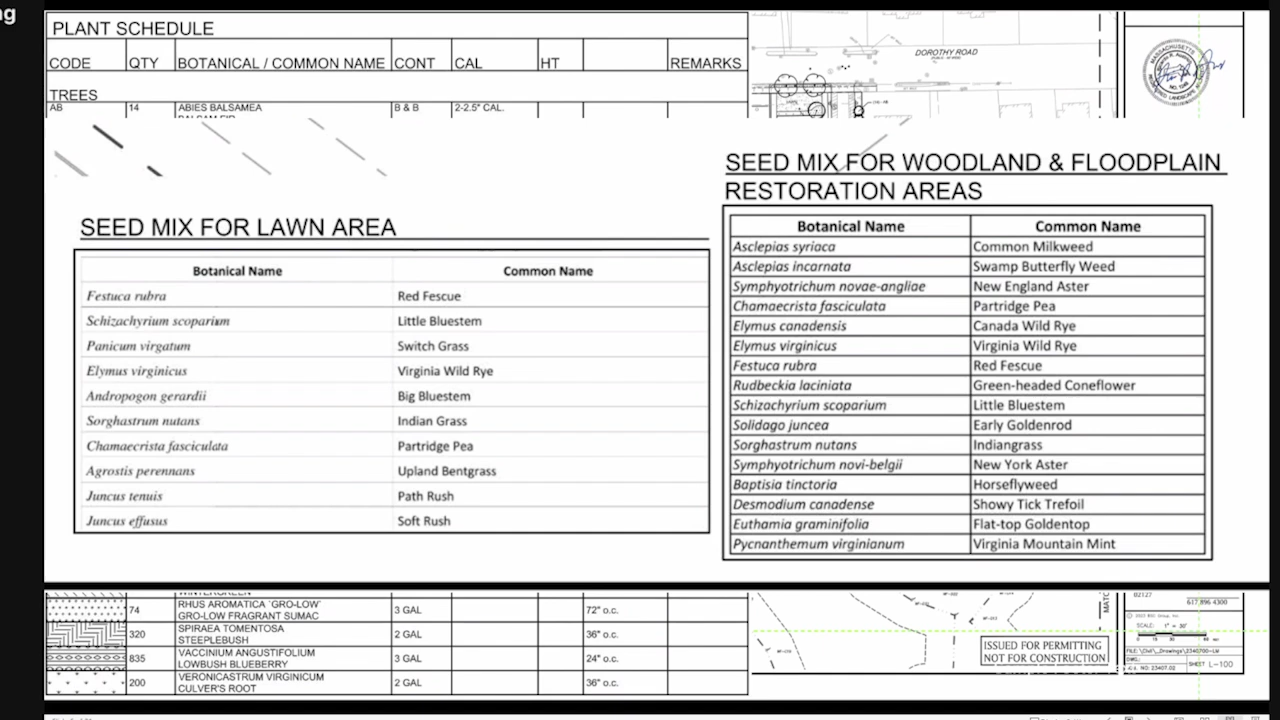 ng
PLANT SCHEDULE
CODE QTY BOTANICAL / COMMON NAME CONT CAL HT REMARKS
TREES
AB 14 ABIES BALSAMEA B & B 2-2.5" CAL.
DOROTHY ROAD
SEED MIX FOR LAWN AREA
Botanical Name Common Name
Festuca rubra Red Fescue
Schizachyrium scoparium Little Bluestem
Panicum virgatum Switch Grass
Elymus virginicus Virginia Wild Rye
Andropogon gerardii Big Bluestem
Sorghastrum nutans Indian Grass
Chamaecrista fasciculata Partridge Pea
Agrostis perennans Upland Bentgrass
Juncus tenuis Path Rush
Juncus effusus Soft Rush
SEED MIX FOR WOODLAND & FLOODPLAIN
RESTORATION AREAS
Botanical Name Common Name
Asclepias syriaca Common Milkweed
Asclepias incarnata Swamp Butterfly Weed
Symphyotrichum novae-angliae New England Aster
Chamaecrista fasciculata Partridge Pea
Elymus canadensis Canada Wild Rye
Elymus virginicus Virginia Wild Rye
Festuca rubra Red Fescue
Rudbeckia laciniata Green-headed Coneflower
Schizachyrium scoparium Little Bluestem
Solidago juncea Early Goldenrod
Sorghastrum nutans Indiangrass
Symphyotrichum novi-belgii New York Aster
Baptisia tinctoria Horseflyweed
Desmodium canadense Showy Tick Trefoil
Euthamia graminifolia Flat-top Goldentop
Pycnanthemum virginianum Virginia Mountain Mint
74 RHUS AROMATICA `GRO-LOW' 3 GAL 72" o.c.
GRO-LOW FRAGRANT SUMAC
320 SPIRAEA TOMENTOSA 2 GAL 36" o.c.
STEEPLEBUSH
835 VACCINIUM ANGUSTIFOLIUM 3 GAL 24" o.c.
LOWBUSH BLUEBERRY
200 VERONICASTRUM VIRGINICUM 2 GAL 36" o.c.
CULVER'S ROOT
ISSUED FOR PERMITTING
NOT FOR CONSTRUCTION
02127
617 896 4300
SCALE: 1" = 30'
SHEET L-100